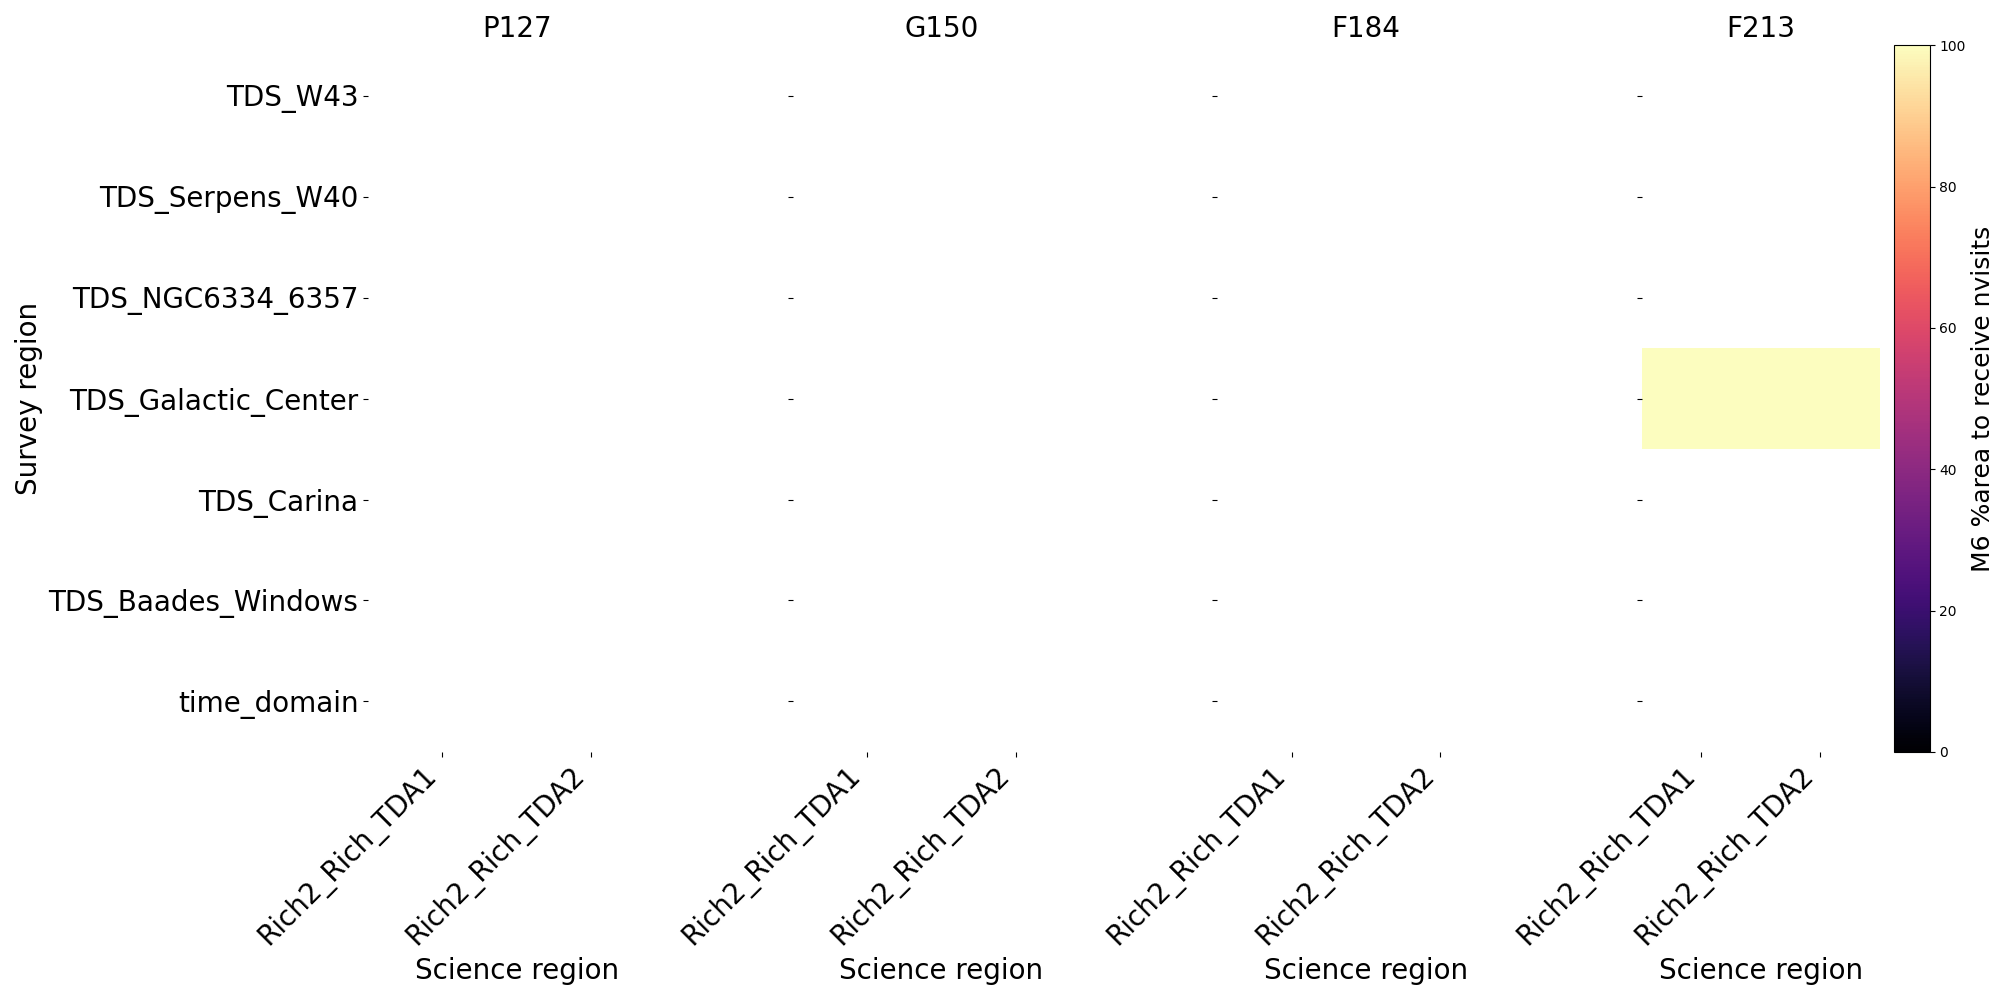 P127 G150 F184 F213
Survey region
TDS_W43
TDS_Serpens_W40
TDS_NGC6334_6357
TDS_Galactic_Center
TDS_Carina
TDS_Baades_Windows
time_domain
Rich2_Rich_TDA1 Rich2_Rich_TDA2 Rich2_Rich_TDA1 Rich2_Rich_TDA2 Rich2_Rich_TDA1 Rich2_Rich_TDA2 Rich2_Rich_TDA1 Rich2_Rich_TDA2
Science region Science region Science region Science region
100
80
60
40
20
0
M6 %area to receive nvisits